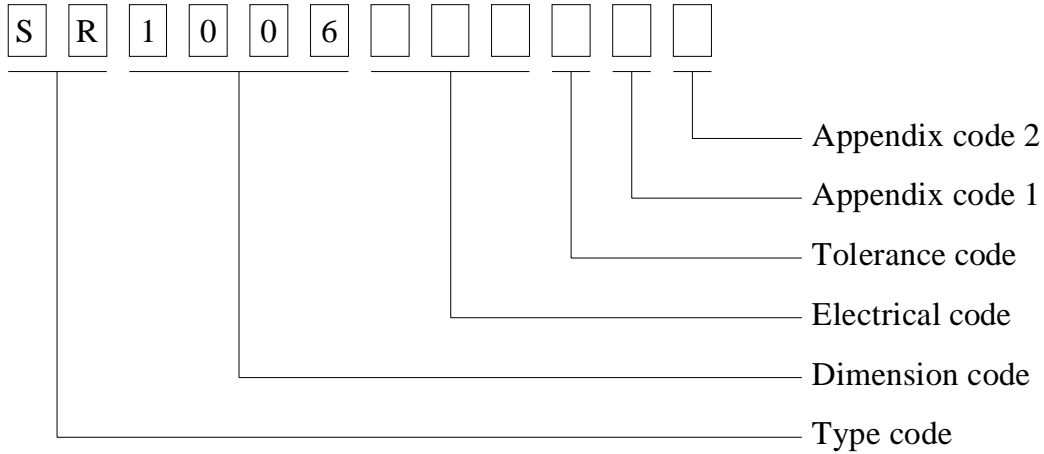 S R 1 0 0 6
Appendix code 2
Appendix code 1
Tolerance code
Electrical code
Dimension code
Type code